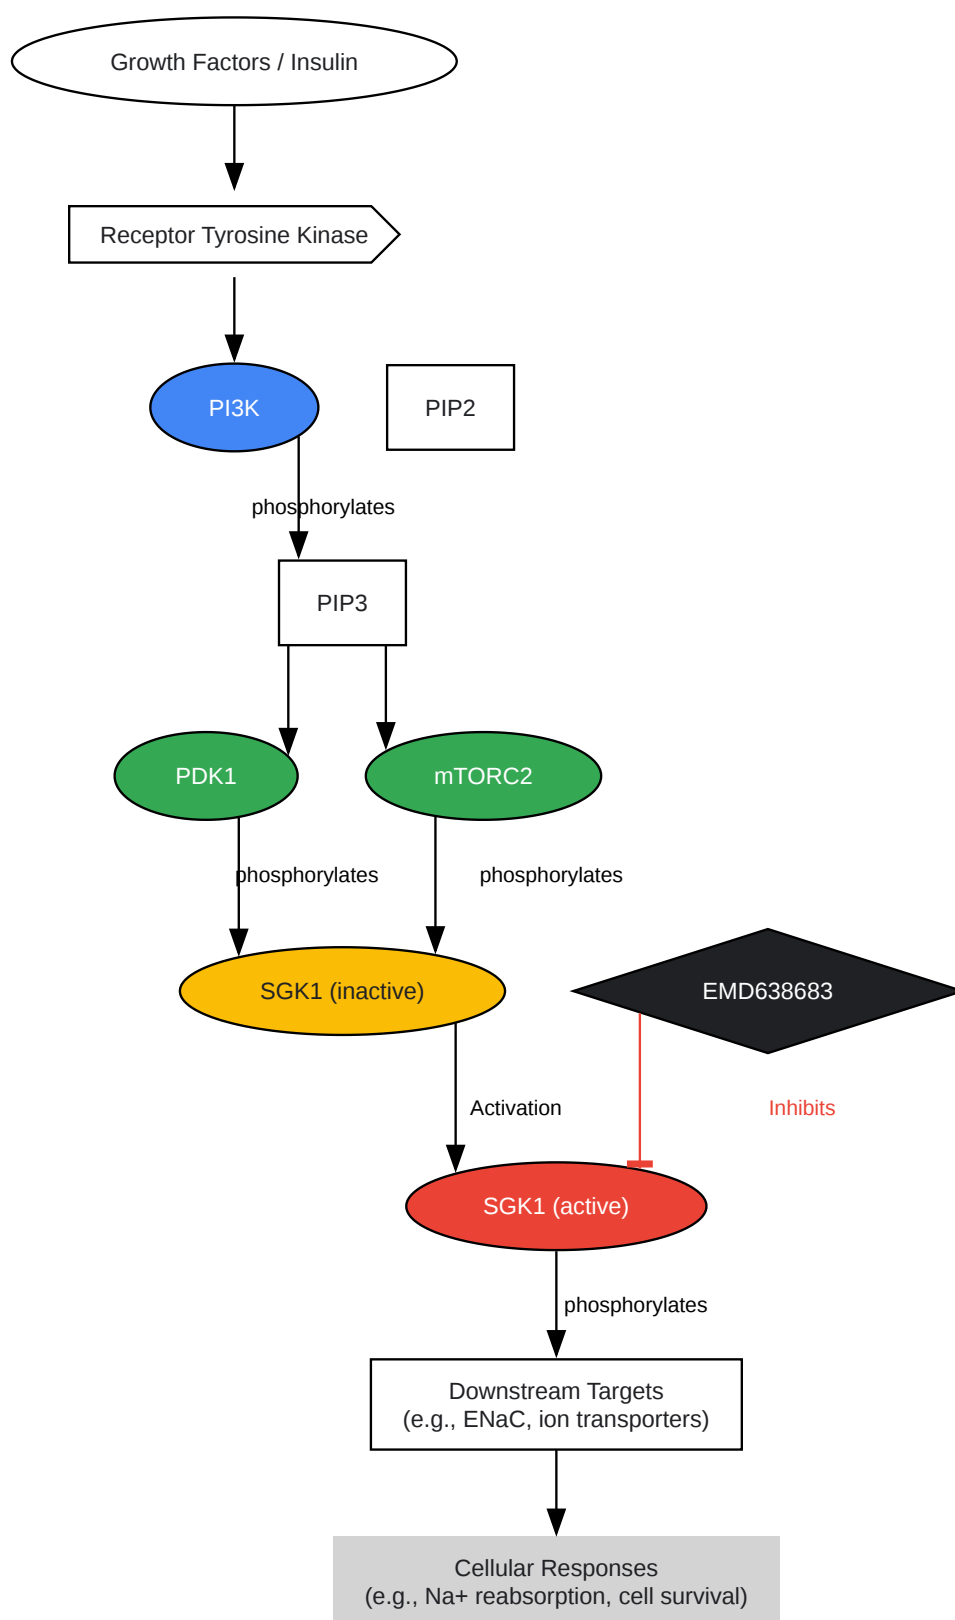 Growth Factors / Insulin
Receptor Tyrosine Kinase
PI3K
PIP2
phosphorylates
PIP3
PDK1
mTORC2
phosphorylates
phosphorylates
SGK1 (inactive)
EMD638683
Activation
Inhibits
SGK1 (active)
phosphorylates
Downstream Targets
(e.g., ENaC, ion transporters)
Cellular Responses
(e.g., Na+ reabsorption, cell survival)